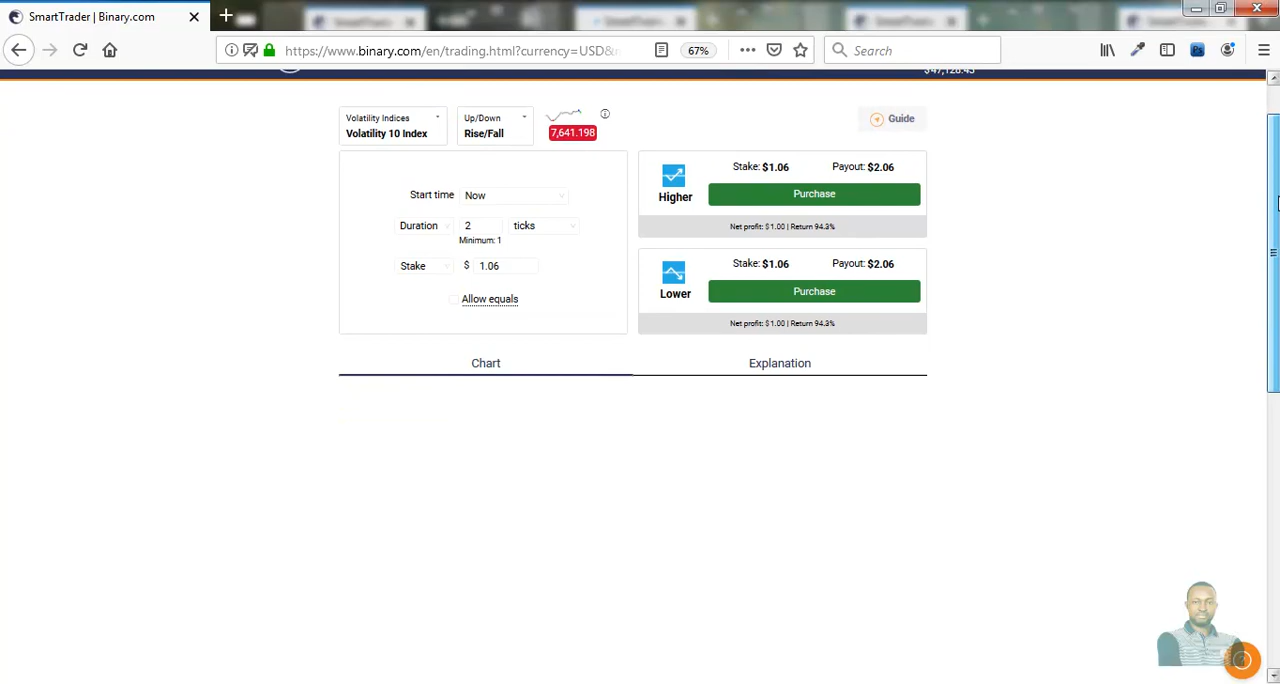 SmartTrader | Binary.com
https://www.binary.com/en/trading.html?currency=USD&
67%
Search
$47,128.43
Volatility Indices
Volatility 10 Index
Up/Down
Rise/Fall
7,641.198
Guide
Start time Now
Duration 2 ticks
Minimum: 1
Stake $ 1.06
Allow equals
Higher
Stake: $1.06 Payout: $2.06
Purchase
Net profit: $1.00 | Return 94.3%
Lower
Stake: $1.06 Payout: $2.06
Purchase
Net profit: $1.00 | Return 94.3%
Chart Explanation